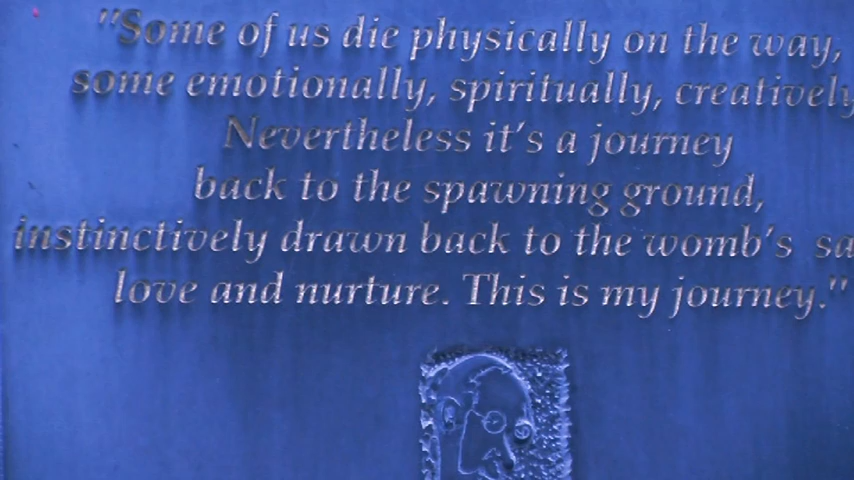 "Some of us die physically on the way,
some emotionally, spiritually, creatively
Nevertheless it's a journey
back to the spawning ground,
instinctively drawn back to the womb's
love and nurture. This is my journey."